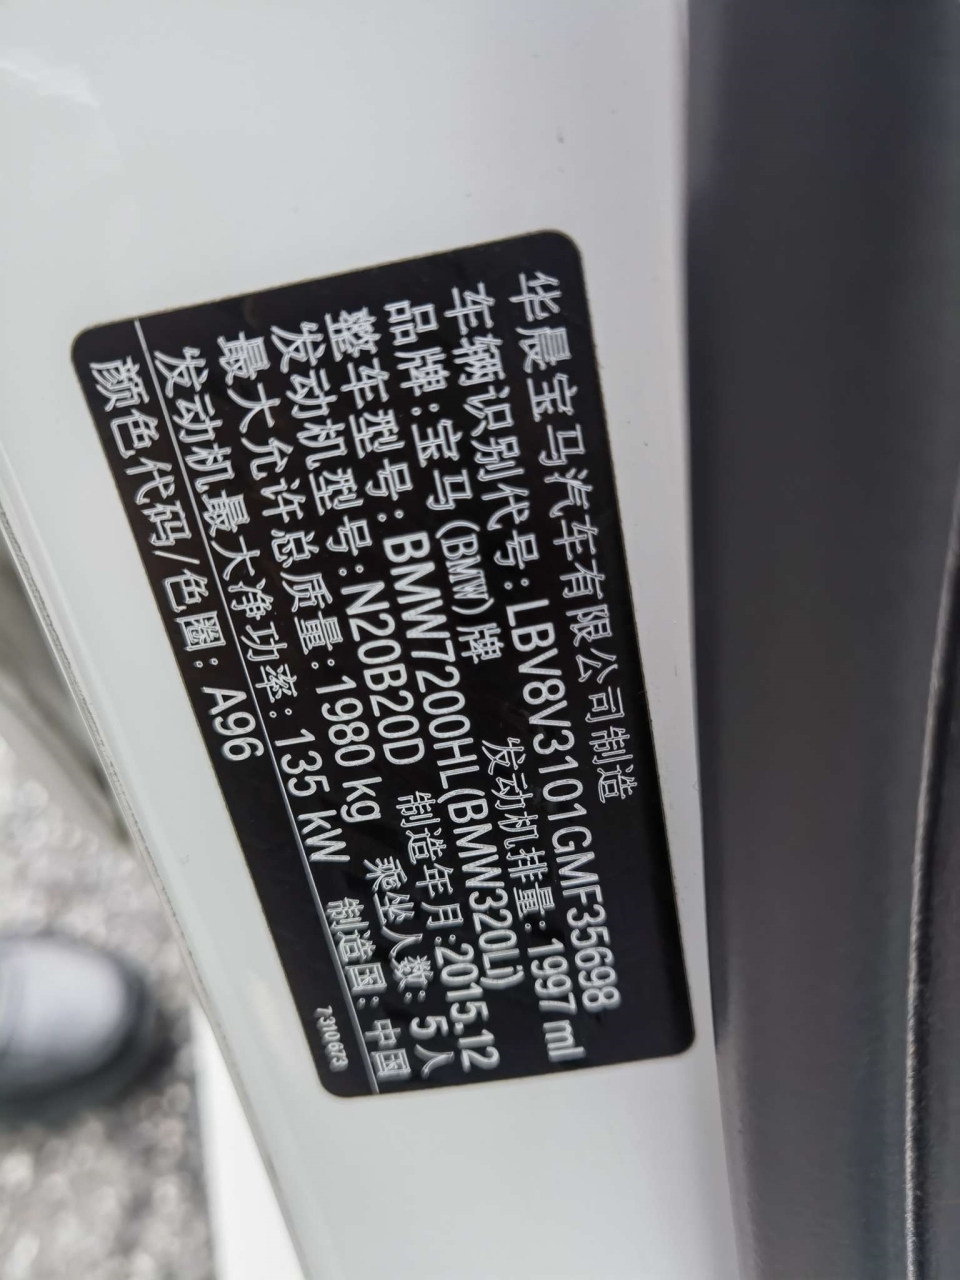 华晨宝马汽车有限公司制造
车辆识别代号:LBV8V3101GMF35698
品牌:宝马(BMW)牌 发动机排量:1997 ml
整车型号:BMW7200HL(BMW320Li)
发动机型号:N20B20D 制造年月:2015.12
最大允许总质量:1980 kg 乘坐人数:5人
发动机最大净功率:135 kW 制造国:中国
颜色代码/色圈:A96 7310673